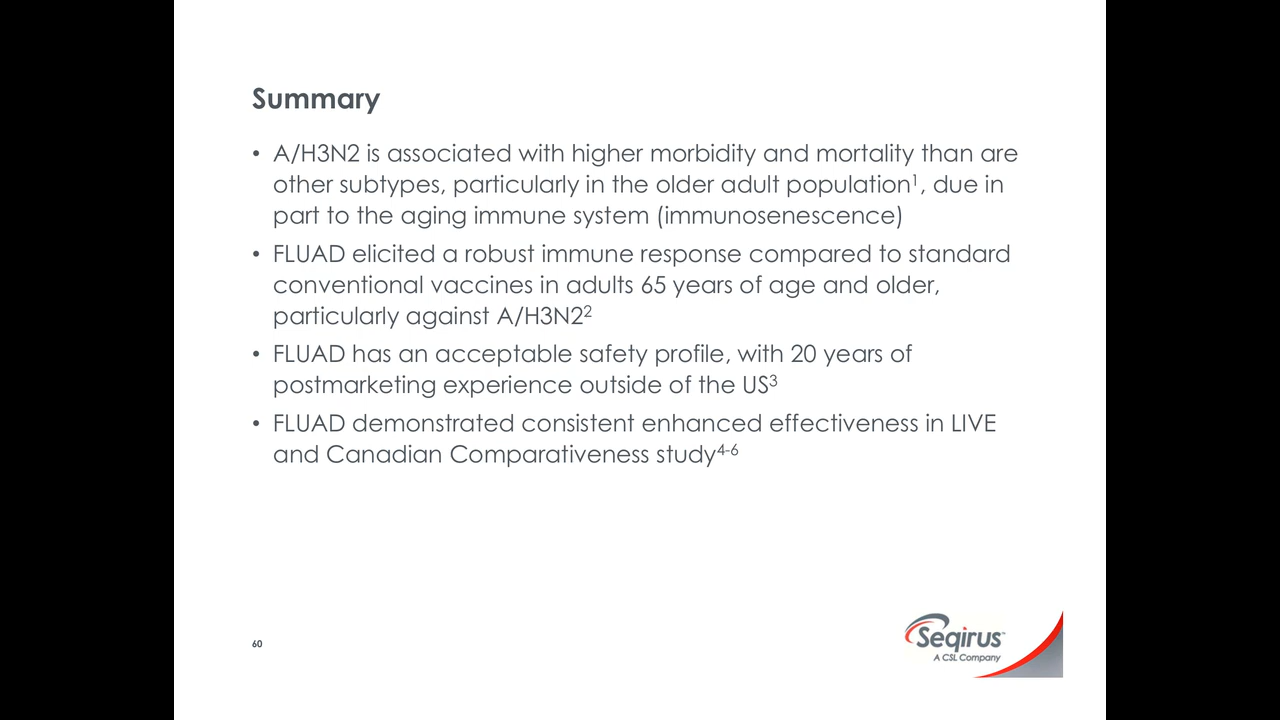 Summary
• A/H3N2 is associated with higher morbidity and mortality than are
other subtypes, particularly in the older adult population1, due in
part to the aging immune system (immunosenescence)
• FLUAD elicited a robust immune response compared to standard
conventional vaccines in adults 65 years of age and older,
particularly against A/H3N2²
• FLUAD has an acceptable safety profile, with 20 years of
postmarketing experience outside of the US³
• FLUAD demonstrated consistent enhanced effectiveness in LIVE
and Canadian Comparativeness study⁴⁻⁶
60
Seqirus™
A CSL Company